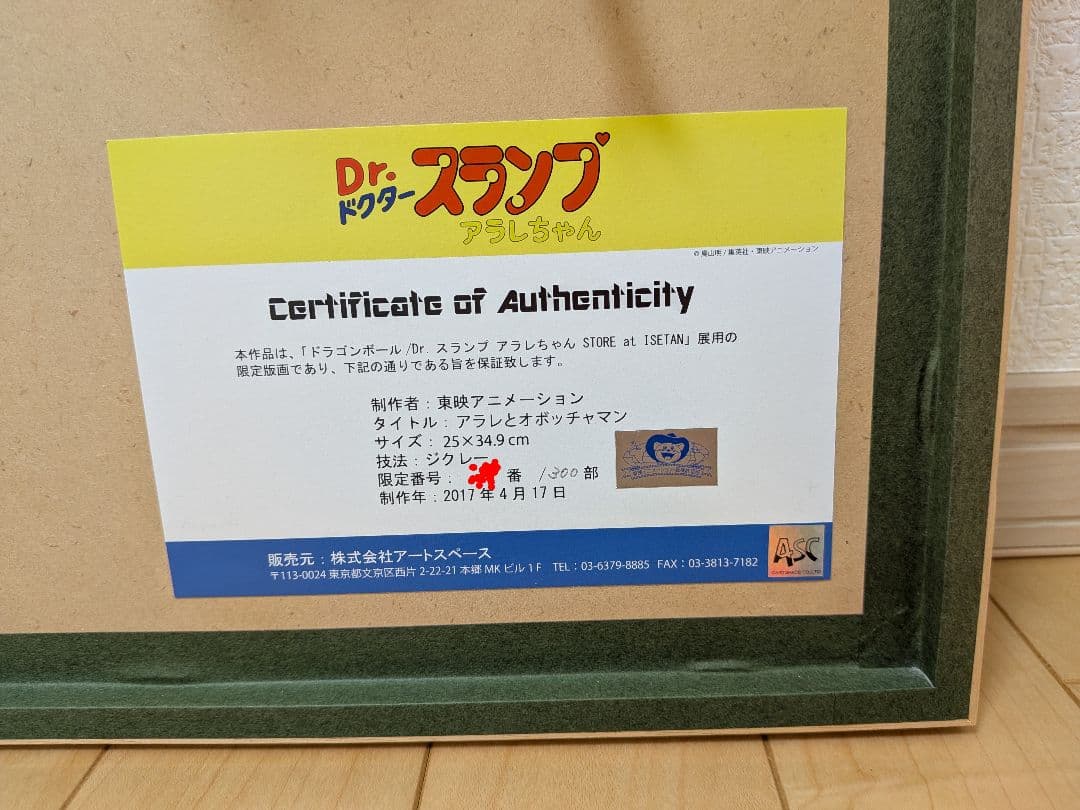 Dr.
ドクター スランプ
アラレちゃん
© 鳥山明 / 集英社・東映アニメーション
Certificate of Authenticity
本作品は、「ドラゴンボール/Dr. スランプ アラレちゃん STORE at ISETAN」展用の
限定版画であり、下記の通りである旨を保証致します。
制作者：東映アニメーション
タイトル：アラレとオボッチャマン
サイズ：25×34.9cm
技法：ジクレー
限定番号： 番 /300部
制作年：2017年4月17日
ASC
販売元：株式会社アートスペース
〒113-0024 東京都文京区西片 2-22-21 本郷 MK ビル 1F TEL：03-6379-8885 FAX：03-3813-7182